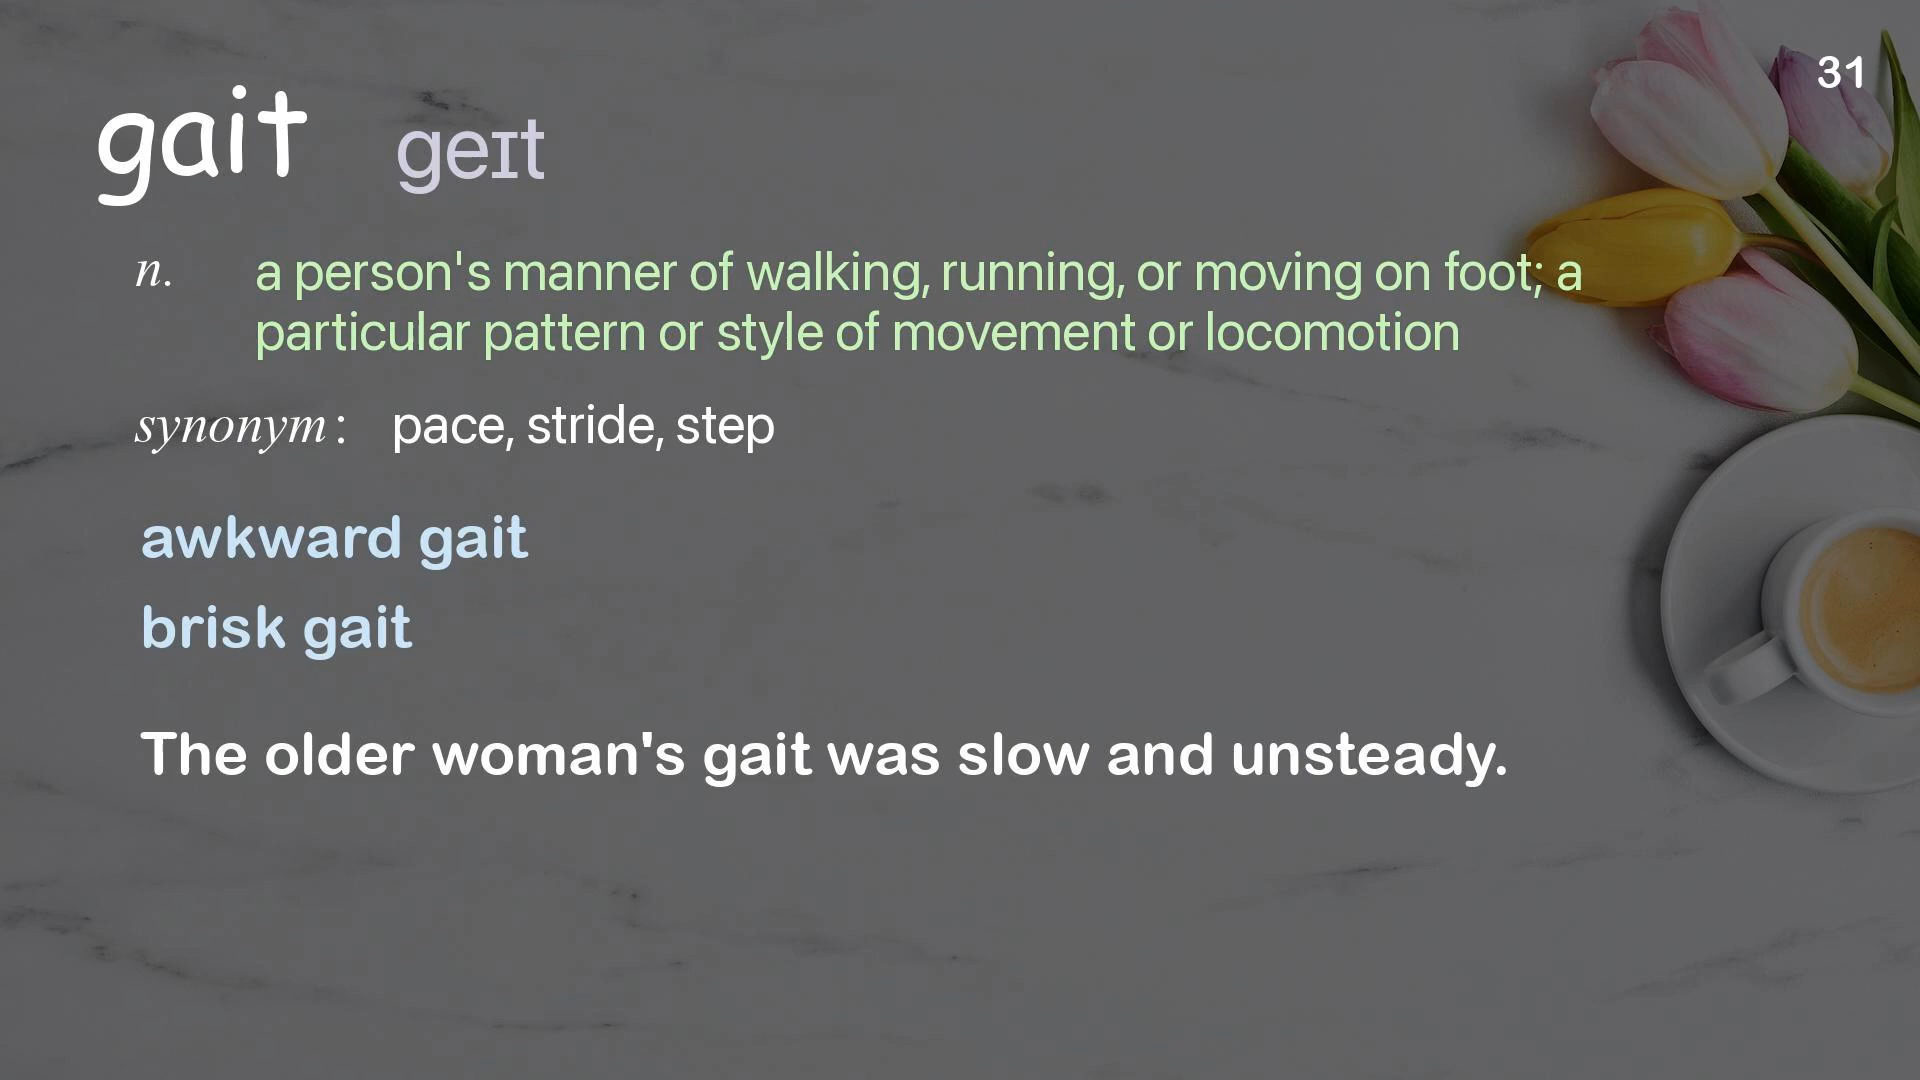 31
gait geɪt
n. a person's manner of walking, running, or moving on foot; a
particular pattern or style of movement or locomotion
synonym : pace, stride, step
awkward gait
brisk gait
The older woman's gait was slow and unsteady.